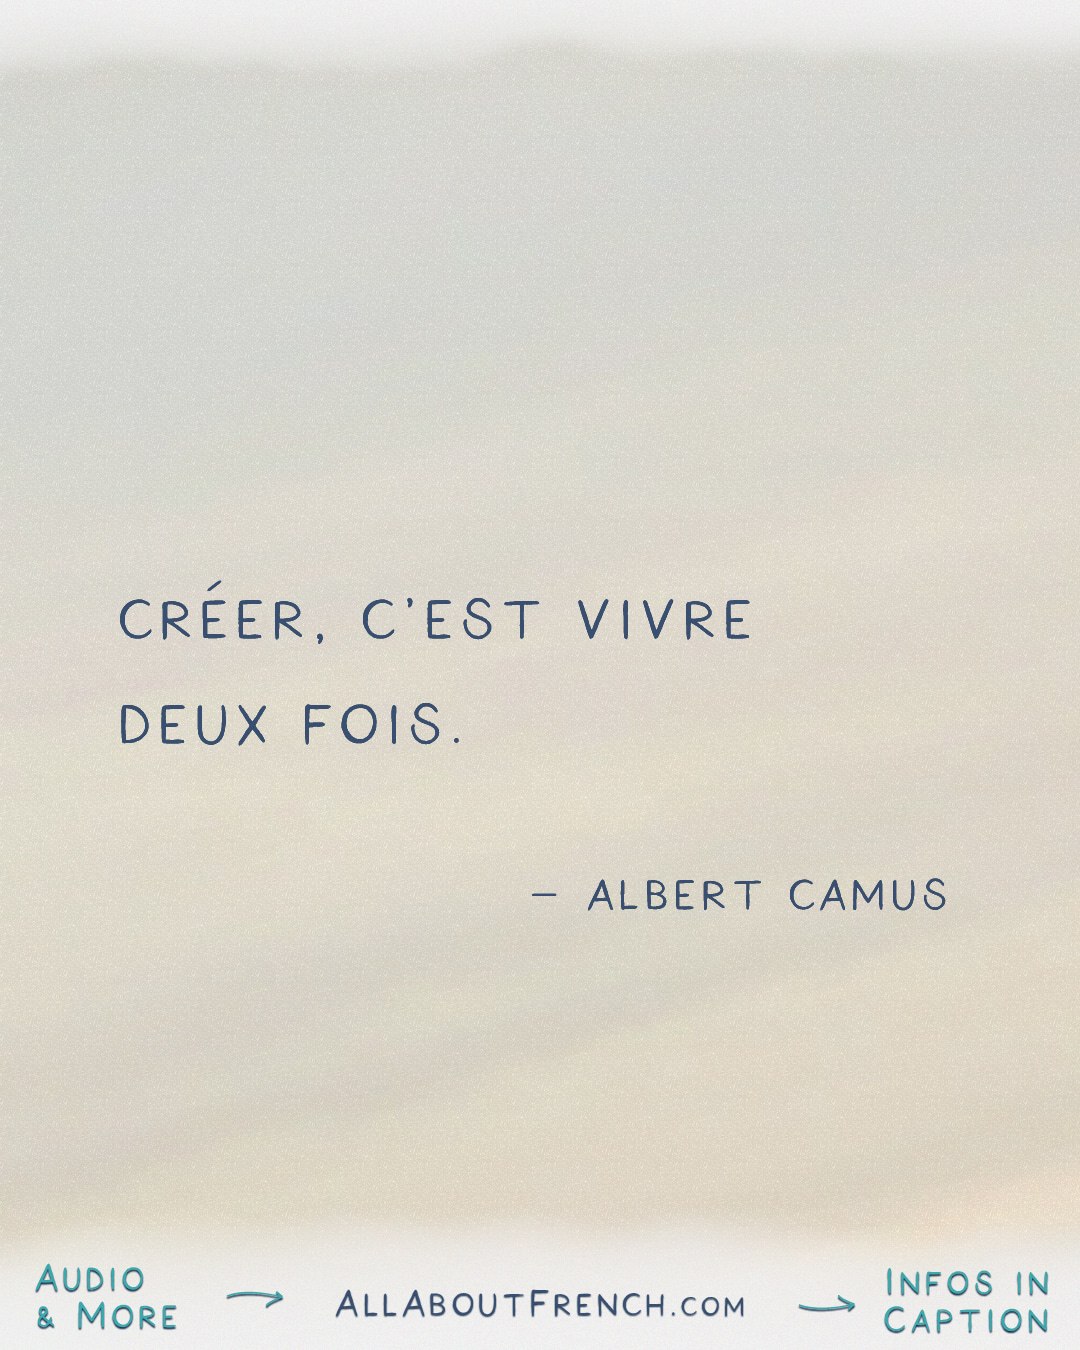 CRÉER, C'EST VIVRE
DEUX FOIS.
– ALBERT CAMUS
AUDIO
& MORE
ALLABOUTFRENCH.COM
INFOS IN
CAPTION